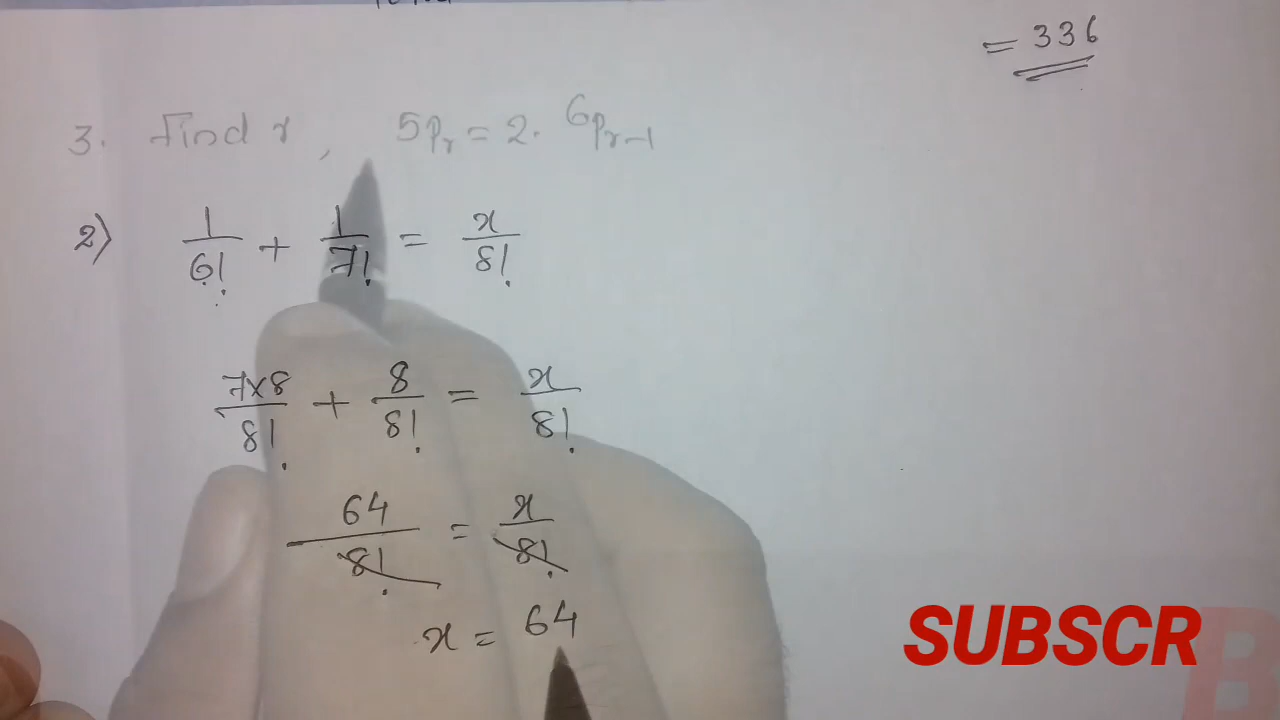 = 336
3. find r, 5Pr = 2. 6Pr-1
2) 1/6! + 1/7! = x/8!
7x8/8! + 8/8! = x/8!
64/8! = x/8!
x = 64
SUBSCR
B